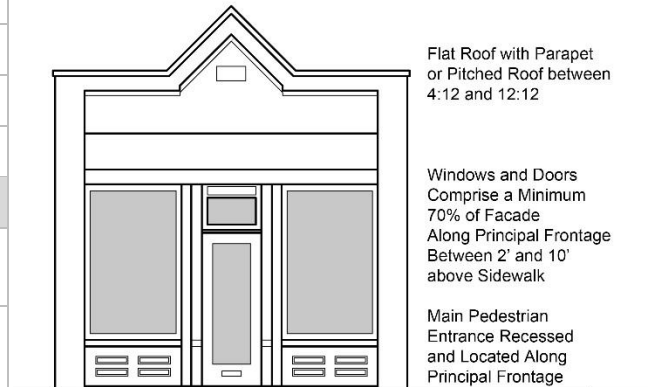 Flat Roof with Parapet
or Pitched Roof between
4:12 and 12:12
Windows and Doors
Comprise a Minimum
70% of Facade
Along Principal Frontage
Between 2' and 10'
above Sidewalk
Main Pedestrian
Entrance Recessed
and Located Along
Principal Frontage